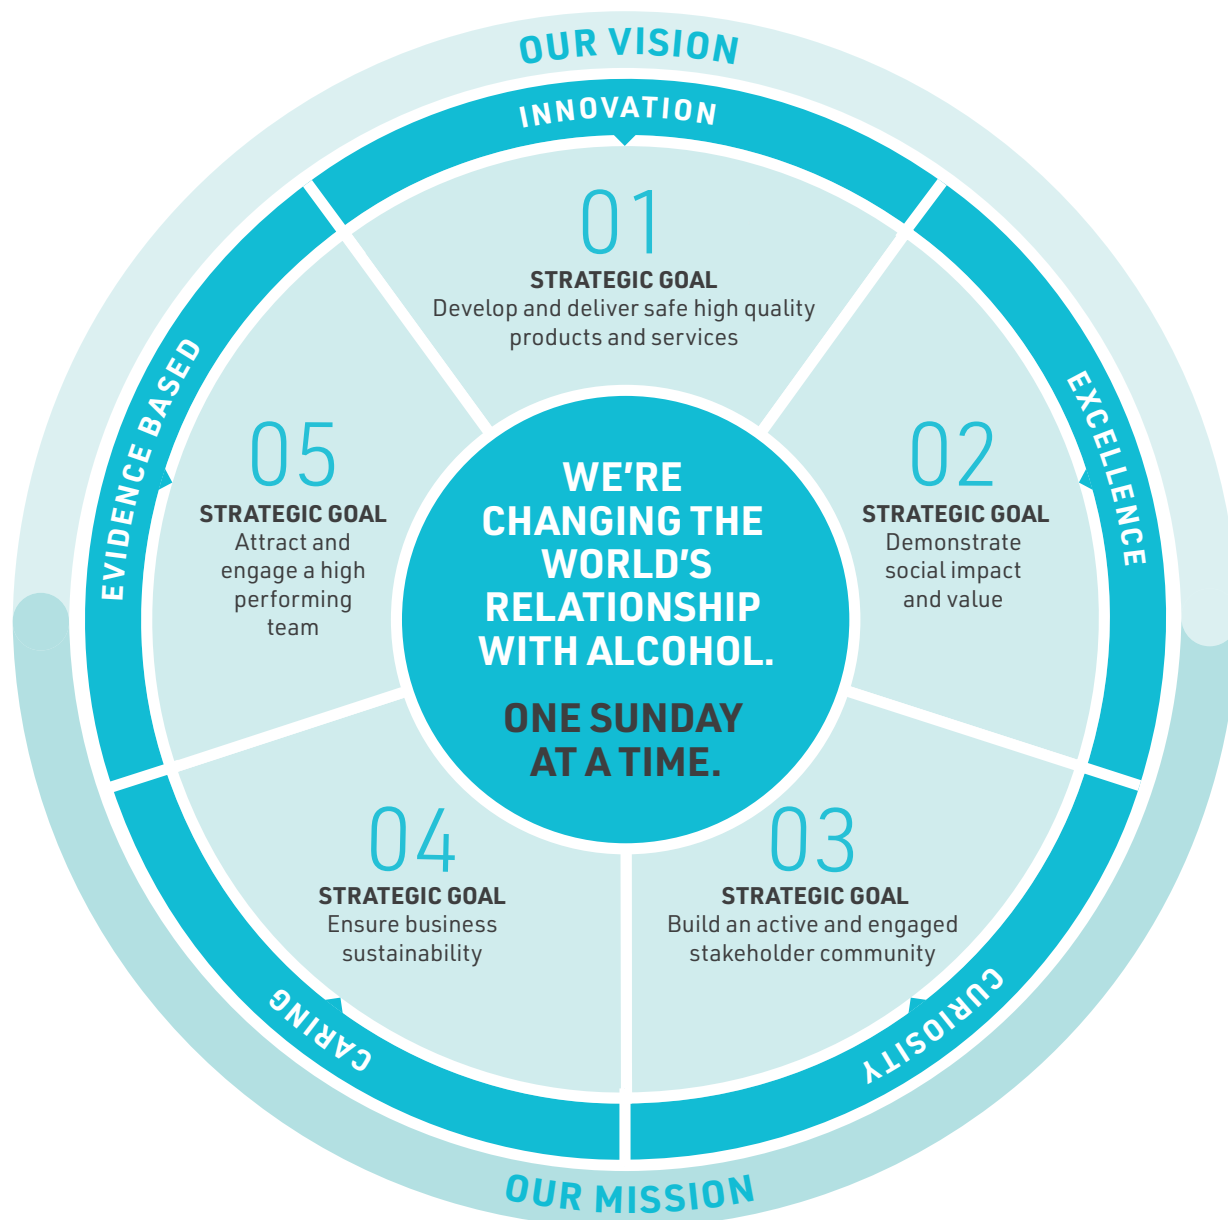 OUR VISION
INNOVATION
01
STRATEGIC GOAL
Develop and deliver safe high quality
products and services
EXCELLENCE
02
STRATEGIC GOAL
Demonstrate
social impact
and value
CURIOSITY
03
STRATEGIC GOAL
Build an active and engaged
stakeholder community
CARING
04
STRATEGIC GOAL
Ensure business
sustainability
EVIDENCE BASED
05
STRATEGIC GOAL
Attract and
engage a high
performing
team
WE'RE
CHANGING THE
WORLD'S
RELATIONSHIP
WITH ALCOHOL.
ONE SUNDAY
AT A TIME.
OUR MISSION